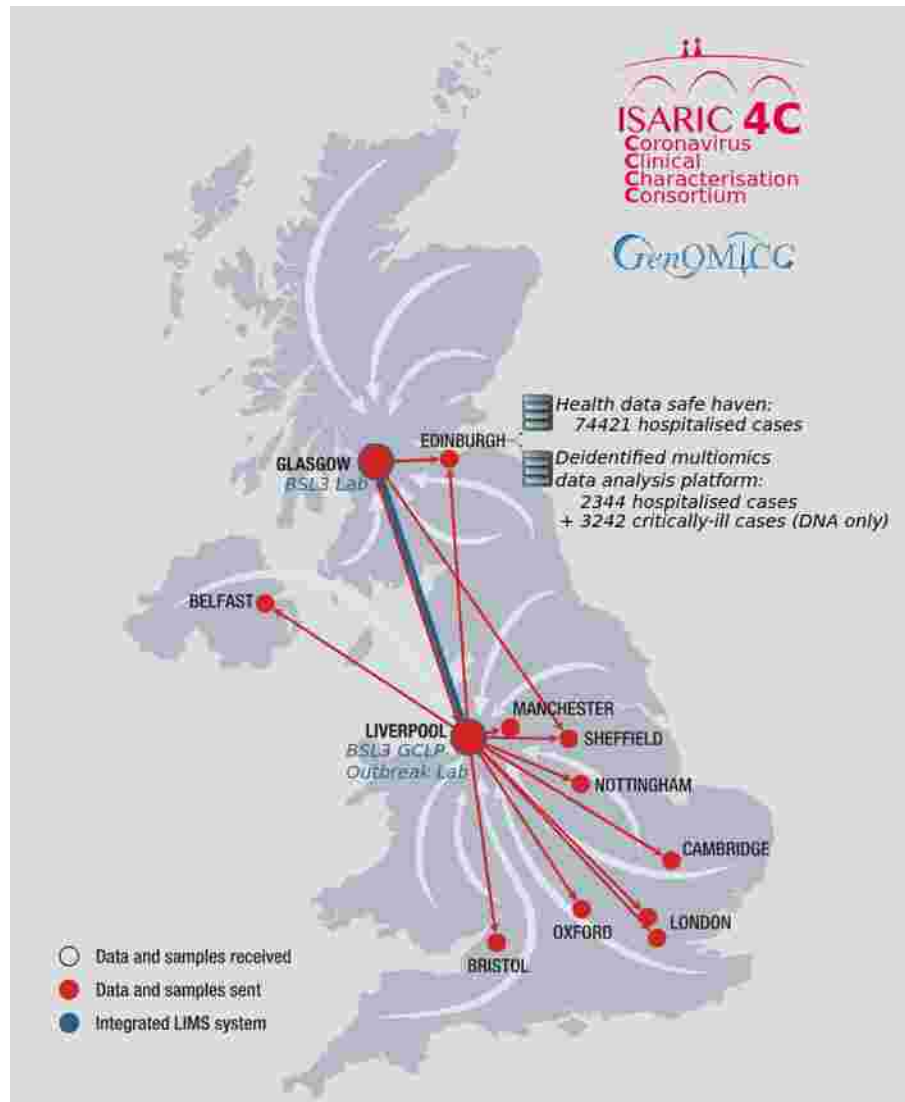 ISARIC 4C
Coronavirus
Clinical
Characterisation
Consortium
GenOMICC
Health data safe haven:
74421 hospitalised cases
EDINBURGH
Deidentified multiomics
data analysis platform:
2344 hospitalised cases
+ 3242 critically-ill cases (DNA only)
GLASGOW
BSL3 Lab
BELFAST
MANCHESTER
LIVERPOOL
SHEFFIELD
BSL3 GCLP
Outbreak Lab
NOTTINGHAM
CAMBRIDGE
LONDON
OXFORD
BRISTOL
Data and samples received
Data and samples sent
Integrated LIMS system